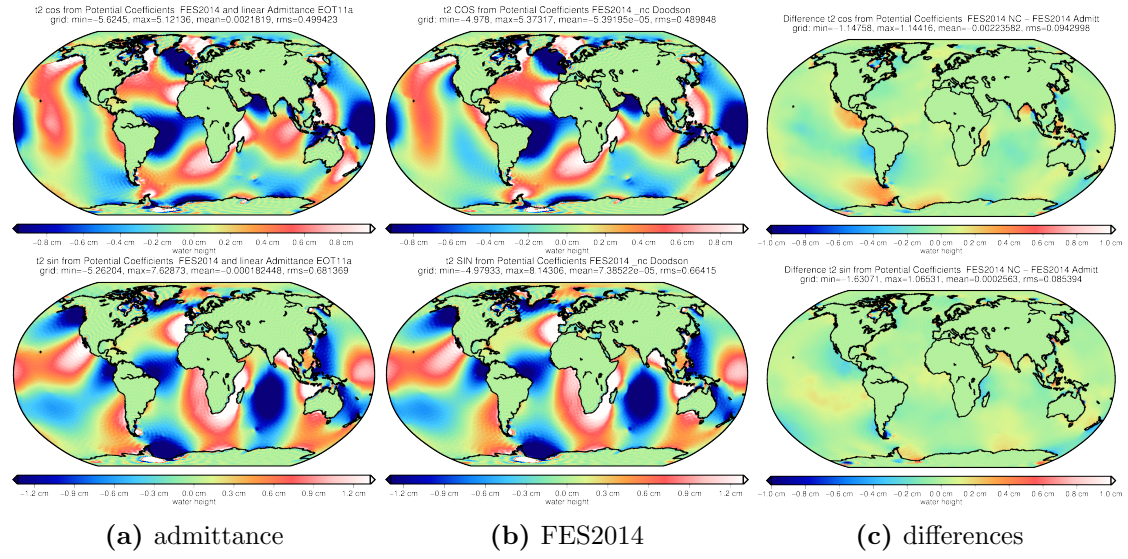 t2 cos from Potential Coefficients FES2014 and linear Admittance EOT11a
grid: min=−5.6245, max=5.12136, mean=0.0021819, rms=0.499423
t2 COS from Potential Coefficients FES2014 _nc Doodson
grid: min=−4.978, max=5.37317, mean=−5.39195e−05, rms=0.489848
Difference t2 cos from Potential Coefficients FES2014 NC − FES2014 Admitt
grid: min=−1.14758, max=1.14416, mean=−0.00223582, rms=0.0942998
−0.8 cm −0.6 cm −0.4 cm −0.2 cm 0.0 cm 0.2 cm 0.4 cm 0.6 cm 0.8 cm
water height
−0.8 cm −0.6 cm −0.4 cm −0.2 cm 0.0 cm 0.2 cm 0.4 cm 0.6 cm 0.8 cm
water height
−1.0 cm −0.8 cm −0.6 cm −0.4 cm −0.2 cm 0.0 cm 0.2 cm 0.4 cm 0.6 cm 0.8 cm 1.0 cm
water height
t2 sin from Potential Coefficients FES2014 and linear Admittance EOT11a
grid: min=−5.26204, max=7.62873, mean=−0.000182448, rms=0.681369
t2 SIN from Potential Coefficients FES2014 _nc Doodson
grid: min=−4.97933, max=8.14306, mean=7.38522e−05, rms=0.66415
Difference t2 sin from Potential Coefficients FES2014 NC − FES2014 Admitt
grid: min=−1.63071, max=1.06531, mean=0.0002563, rms=0.085394
−1.2 cm −0.9 cm −0.6 cm −0.3 cm 0.0 cm 0.3 cm 0.6 cm 0.9 cm 1.2 cm
water height
−1.2 cm −0.9 cm −0.6 cm −0.3 cm 0.0 cm 0.3 cm 0.6 cm 0.9 cm 1.2 cm
water height
−1.0 cm −0.8 cm −0.6 cm −0.4 cm −0.2 cm 0.0 cm 0.2 cm 0.4 cm 0.6 cm 0.8 cm 1.0 cm
water height
(a) admittance
(b) FES2014
(c) differences